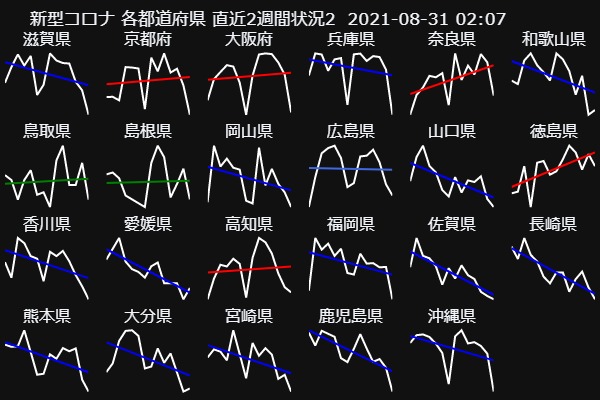 新型コロナ 各都道府県 直近2週間状況2 2021-08-31 02:07
滋賀県 京都府 大阪府 兵庫県 奈良県 和歌山県
鳥取県 島根県 岡山県 広島県 山口県 徳島県
香川県 愛媛県 高知県 福岡県 佐賀県 長崎県
熊本県 大分県 宮崎県 鹿児島県 沖縄県